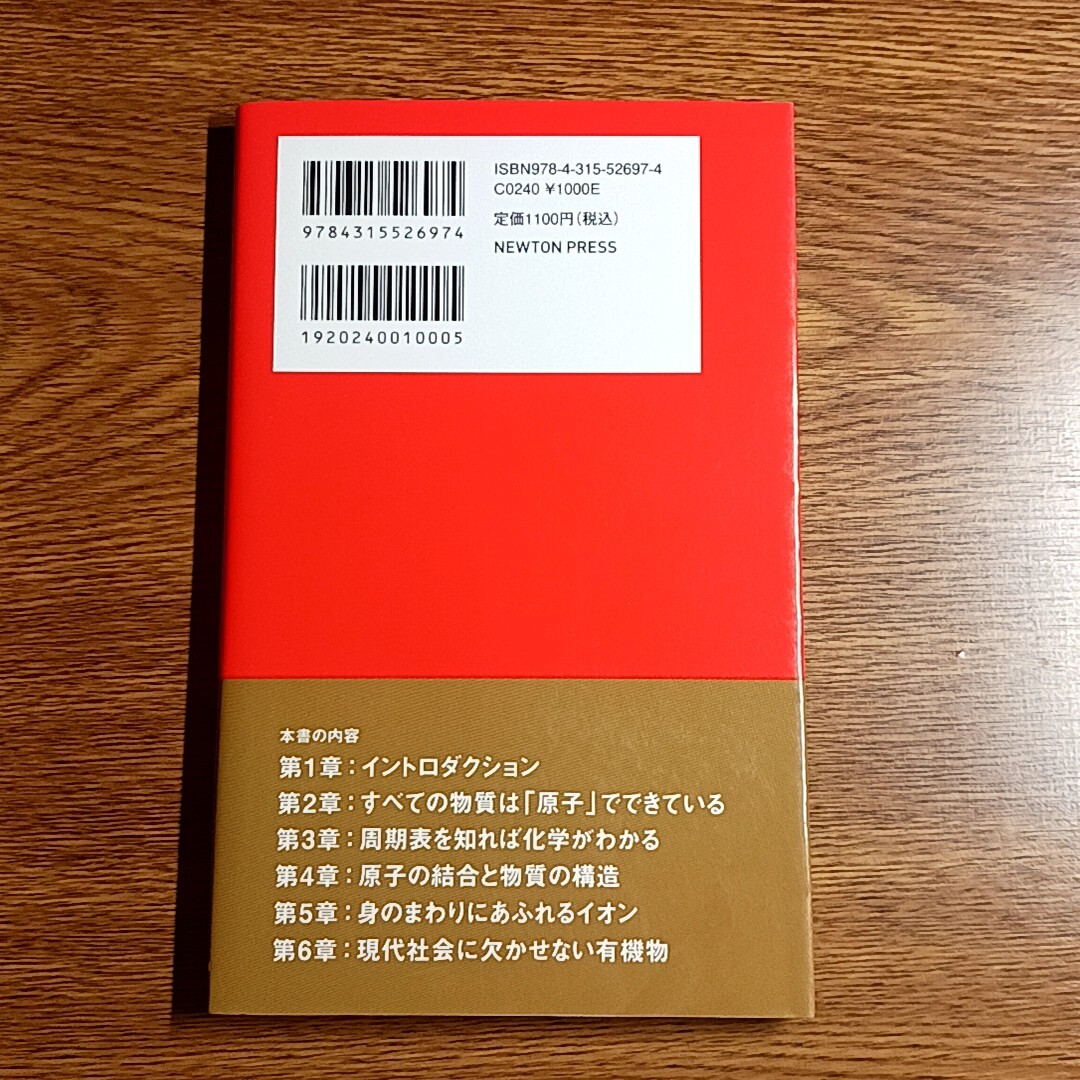 ISBN978-4-315-52697-4
C0240 ¥1000E
定価1100円(税込)
NEWTON PRESS
9784315526974
1920240010005
本書の内容
第1章:イントロダクション
第2章:すべての物質は「原子」でできている
第3章:周期表を知れば化学がわかる
第4章:原子の結合と物質の構造
第5章:身のまわりにあふれるイオン
第6章:現代社会に欠かせない有機物